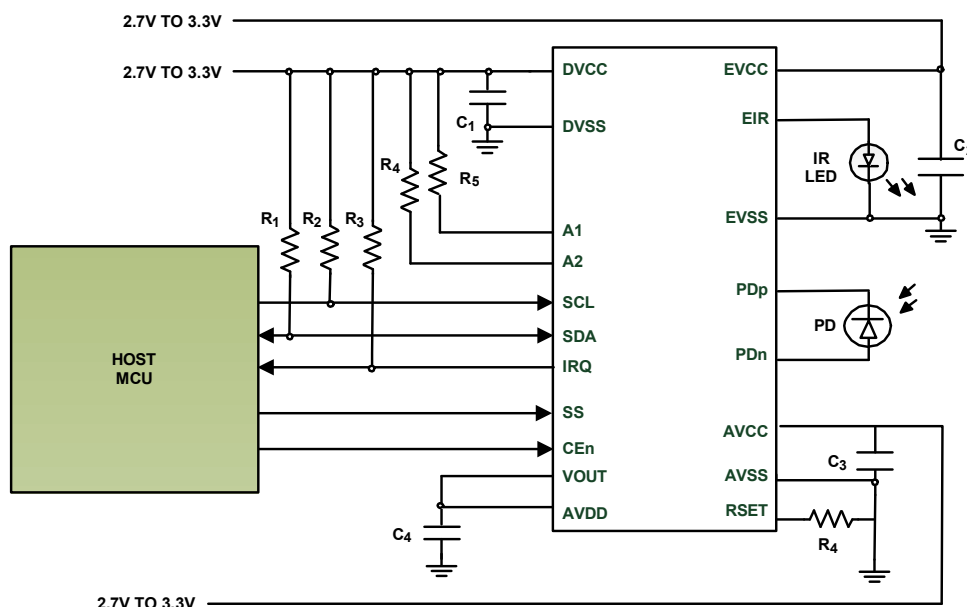 2.7V TO 3.3V
2.7V TO 3.3V
DVCC
EVCC
C1
DVSS
EIR
R4
R5
IR
LED
R1
R2
R3
A1
EVSS
A2
SCL
PDp
SDA
PD
HOST
MCU
IRQ
PDn
SS
AVCC
CEn
C3
VOUT
AVSS
AVDD
RSET
C4
R4
2.7V TO 3.3V